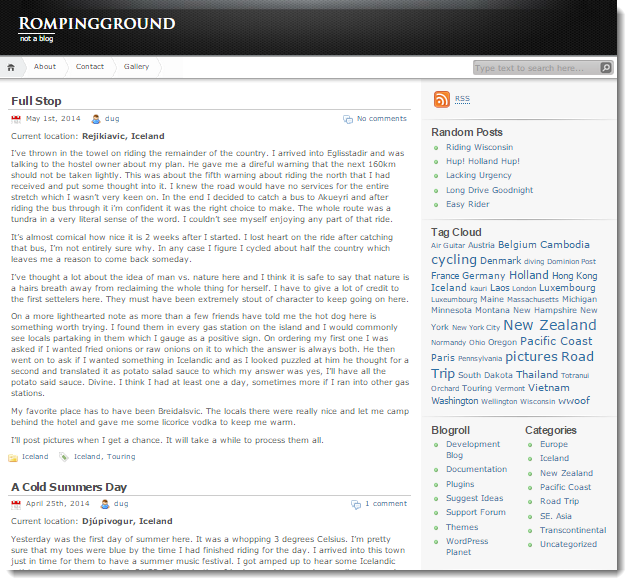 ROMPINGGROUND
not a blog
About
Contact
Gallery
Type text to search here...
Full Stop
May 1st, 2014
dug
No comments
Current location: Rejikiavic, Iceland
I've thrown in the towel on riding the remainder of the country. I arrived into Eglisstadir and was
talking to the hostel owner about my plan. He gave me a direful warning that the next 160km
should not be taken lightly. This was about the fifth warning about riding the north that I had
received and put some thought into it. I knew the road would have no services for the entire
stretch which I wasn't very keen on. In the end I decided to catch a bus to Akueyri and after
riding the bus through it i'm confident it was the right choice to make. The whole route was a
tundra in a very literal sense of the word. I couldn't see myself enjoying any part of that ride.
It's almost comical how nice it is 2 weeks after I started. I lost heart on the ride after catching
that bus, I'm not entirely sure why. In any case I figure I cycled about half the country which
leaves me a reason to come back someday.
I've thought a lot about the idea of man vs. nature here and I think it is safe to say that nature is
a hairs breath away from reclaiming the whole thing for herself. I have to give a lot of credit to
the first settelers here. They must have been extremely stout of character to keep going on here.
On a more lighthearted note as more than a few friends have told me the hot dog here is
something worth trying. I found them in every gas station on the island and I would commonly
see locals partaking in them which I gauge as a positive sign. On ordering my first one I was
asked if I wanted fried onions or raw onions on it to which the answer is always both. He then
went on to ask if I wanted something in Icelandic and as I looked puzzled at him he thought for a
second and translated it as potato salad sauce to which my answer was yes, I'll have all the
potato said sauce. Divine. I think I had at least one a day, sometimes more if I ran into other gas
stations.
My favorite place has to have been Breidalsvic. The locals there were really nice and let me camp
behind the hotel and gave me some licorice vodka to keep me warm.
I'll post pictures when I get a chance. It will take a while to process them all.
Iceland
Iceland, Touring
A Cold Summers Day
April 25th, 2014
dug
1 comment
Current location: Djúpivogur, Iceland
Yesterday was the first day of summer here. It was a whopping 3 degrees Celsius. I'm pretty
sure that my toes were blue by the time I had finished riding for the day. I arrived into this town
just in time for them to have a summer music festival. I got amped up to hear some Icelandic
RSS
Random Posts
Riding Wisconsin
Hup! Holland Hup!
Lacking Urgency
Long Drive Goodnight
Easy Rider
Tag Cloud
Air Guitar Austria Belgium Cambodia
cycling Denmark diving Dominion Post
France Germany Holland Hong Kong
Iceland kauri Laos London Luxembourg
Luxeumbourg Maine Massachusetts Michigan
Minnesota Montana New Hampshire New
York New York City New Zealand
Normandy Ohio Oregon Pacific Coast
Paris Pennsylvania pictures Road
Trip South Dakota Thailand Totranui
Orchard Touring Vermont Vietnam
Washington Wellington Wisconsin wwoof
Blogroll
Development
Blog
Documentation
Plugins
Suggest Ideas
Support Forum
Themes
WordPress
Planet
Categories
Europe
Iceland
New Zealand
Pacific Coast
Road Trip
SE. Asia
Transcontinental
Uncategorized